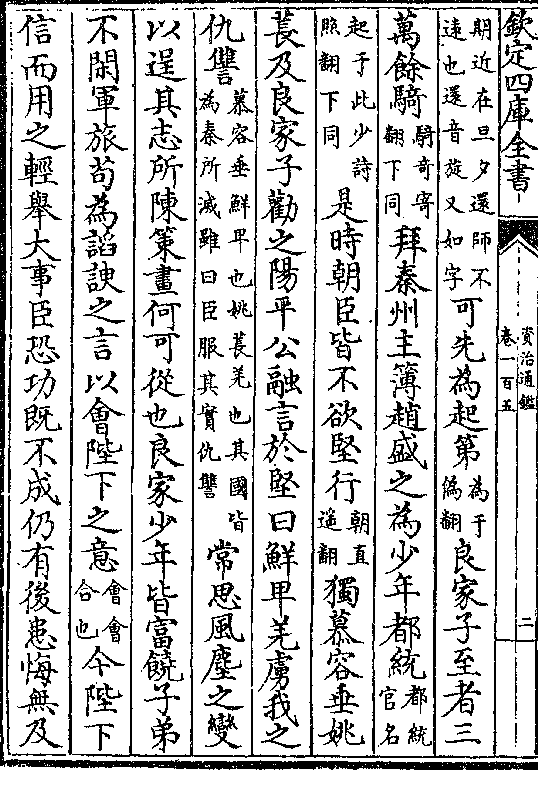 欽定四庫全書
資治通鑑
卷一百五
二
期近在旦夕還師不遠也還音旋又如字可先為起第為于偽翻良家子至者三
萬餘騎騎奇寄翻下同拜秦州主簿趙盛之為少年都統都統官名
起于此少詩照翻下同是時朝臣皆不欲堅行朝直遥翻獨慕容垂姚
萇及良家子勸之陽平公融言於堅曰鮮卑羌虜我之
仇讐慕容垂鮮卑也姚萇羌也其國皆為秦所滅雖曰臣服其實仇讐常思風塵之變
以逞其志所陳策畫何可從也良家少年皆富饒子弟
不閑軍旅苟為諂諛之言以會陛下之意會會合也今陛下
信而用之輕舉大事臣恐功既不成仍有後患悔無及